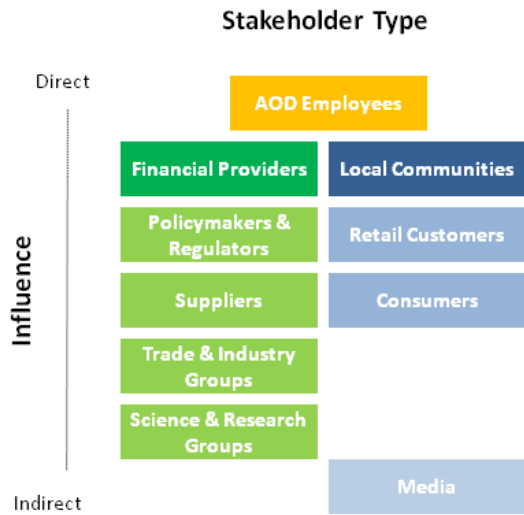 Stakeholder Type
Direct
AOD Employees
Financial Providers
Local Communities
Policymakers &
Regulators
Retail Customers
Influence
Suppliers
Consumers
Trade & Industry
Groups
Science & Research
Groups
Media
Indirect